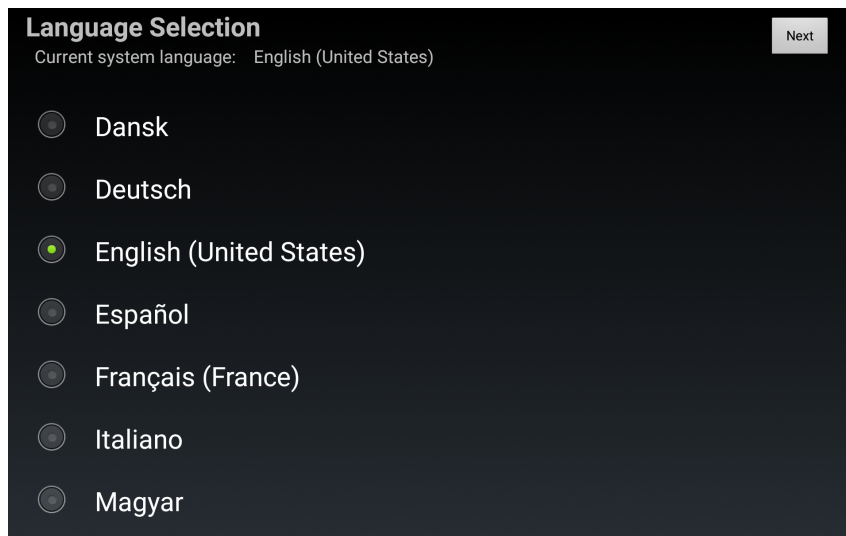 Language Selection
Next
Current system language: English (United States)
Dansk
Deutsch
English (United States)
Español
Français (France)
Italiano
Magyar